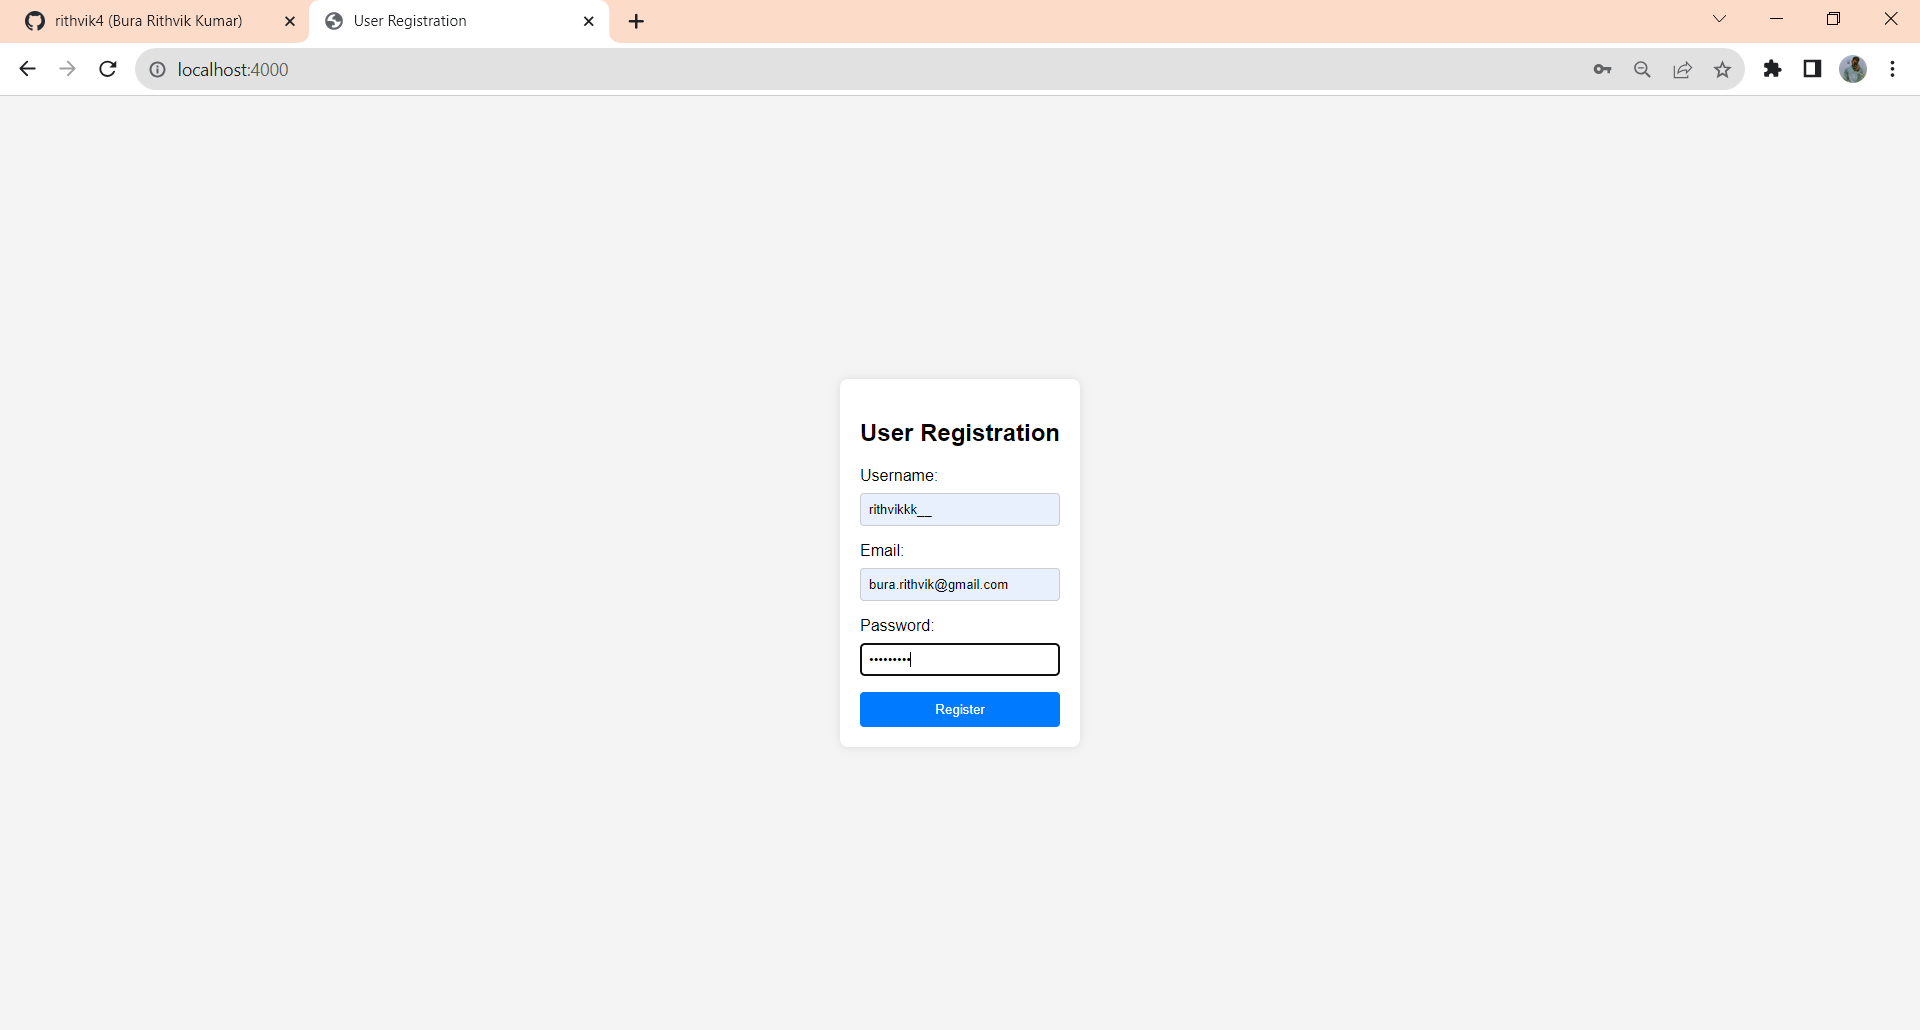 rithvik4 (Bura Rithvik Kumar)
User Registration
localhost:4000
User Registration
Username:
rithvikkk__
Email:
bura.rithvik@gmail.com
Password:
•••••••••
Register